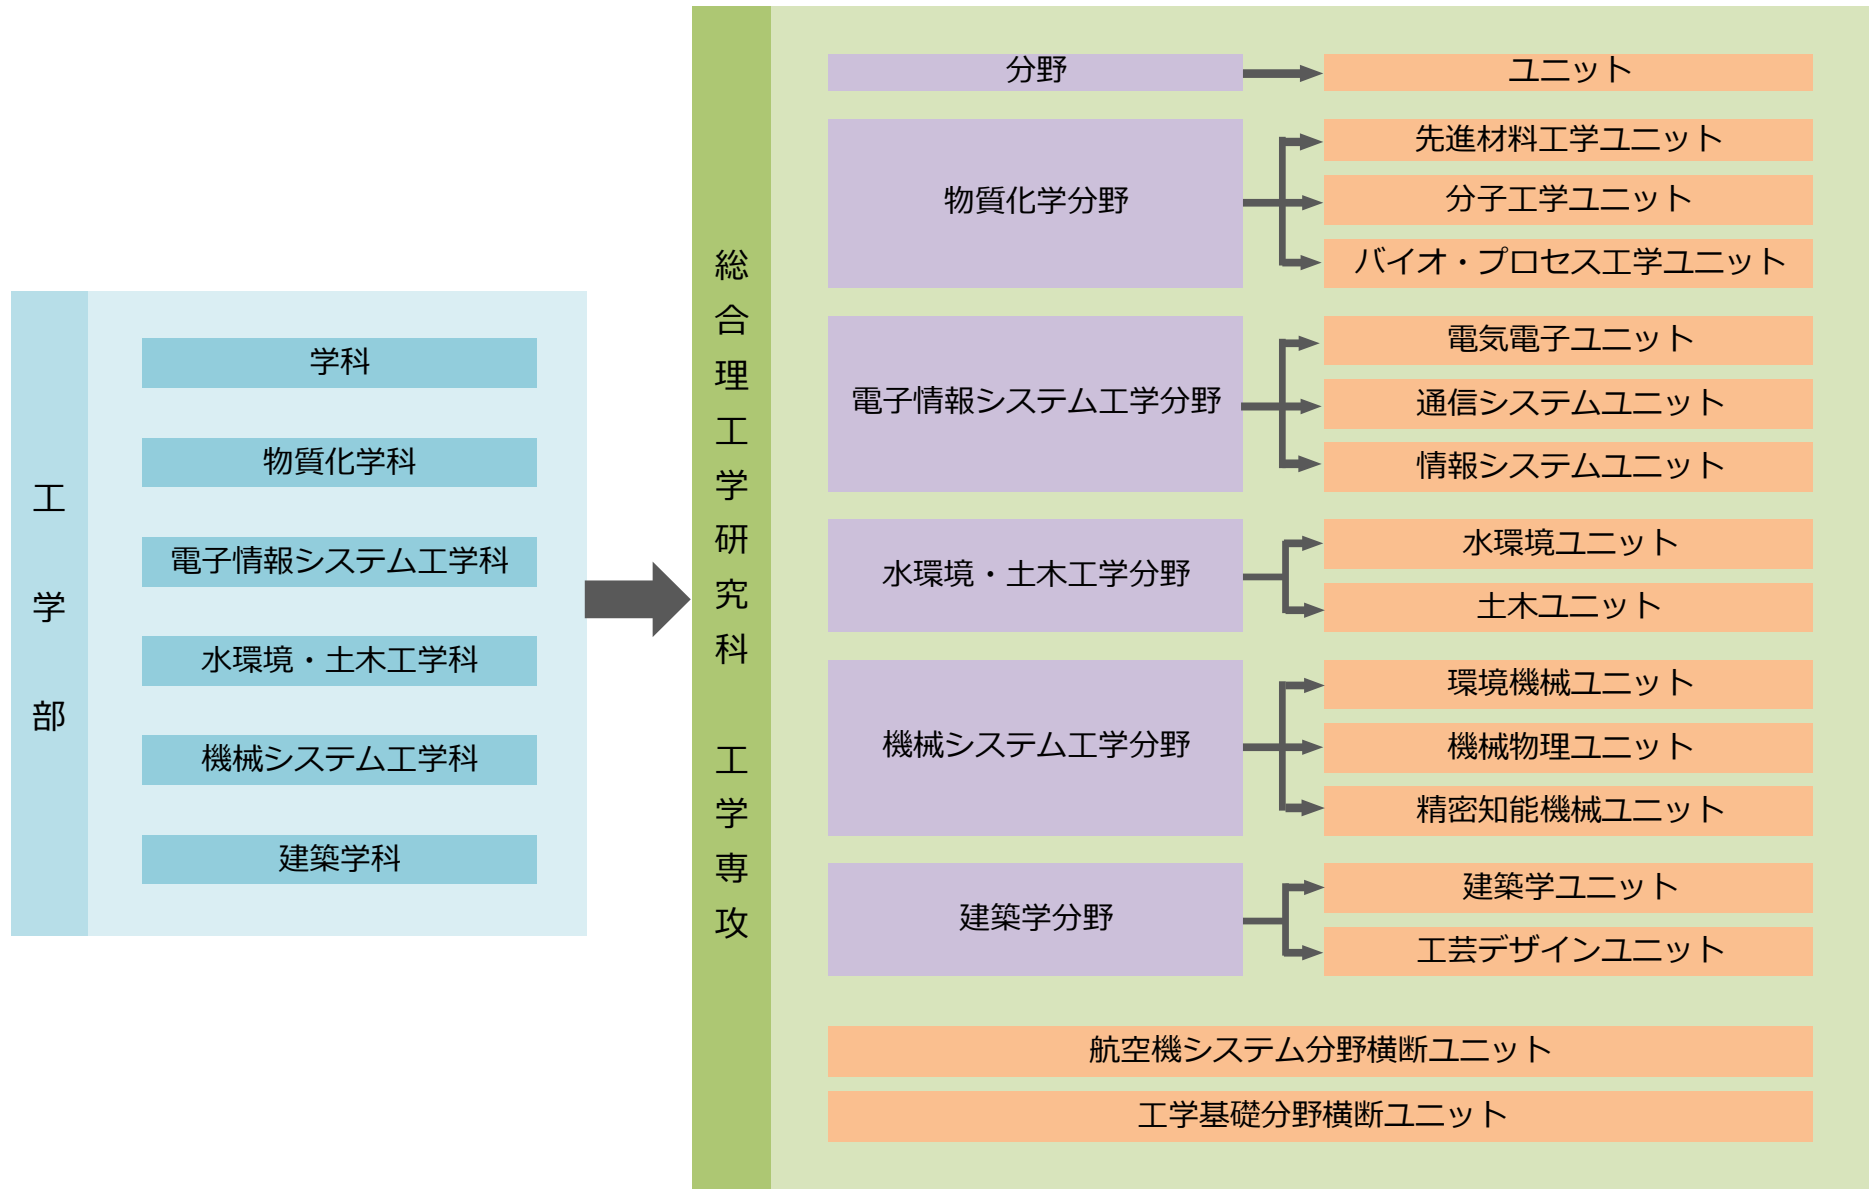 工学部
学科
物質化学科
電子情報システム工学科
水環境・土木工学科
機械システム工学科
建築学科
総合理工学研究科　工学専攻
分野
ユニット
物質化学分野
先進材料工学ユニット
分子工学ユニット
バイオ・プロセス工学ユニット
電子情報システム工学分野
電気電子ユニット
通信システムユニット
情報システムユニット
水環境・土木工学分野
水環境ユニット
土木ユニット
機械システム工学分野
環境機械ユニット
機械物理ユニット
精密知能機械ユニット
建築学分野
建築学ユニット
工芸デザインユニット
航空機システム分野横断ユニット
工学基礎分野横断ユニット